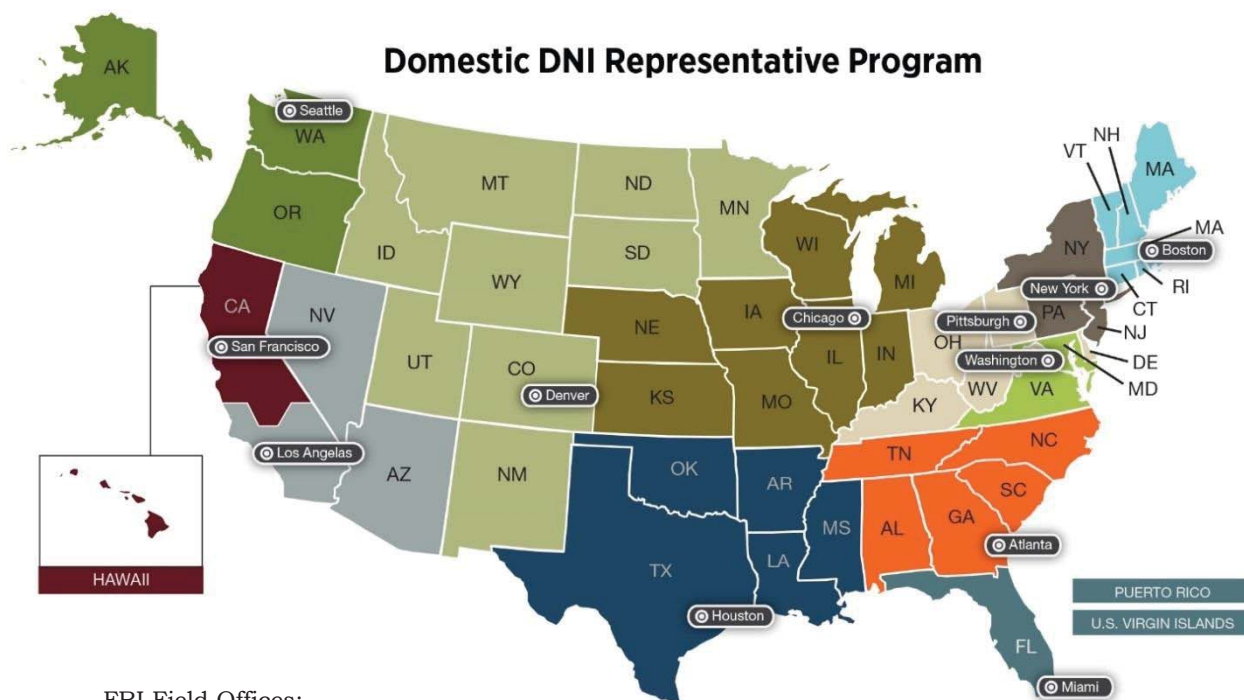 Domestic DNI Representative Program
AK
Seattle
WA
OR
MT
ID
WY
ND
SD
MN
WI
MI
VT
NH
MA
MA
Boston
NY
New York
RI
CT
NJ
PA
Pittsburgh
OH
Washington
DE
MD
WV
VA
KY
CA
San Francisco
NV
UT
CO
Denver
NE
KS
IA
Chicago
IL
IN
MO
Los Angelas
AZ
NM
OK
AR
TN
NC
SC
MS
AL
GA
Atlanta
LA
TX
Houston
HAWAII
PUERTO RICO
U.S. VIRGIN ISLANDS
FL
Miami
FBI Field Offices: